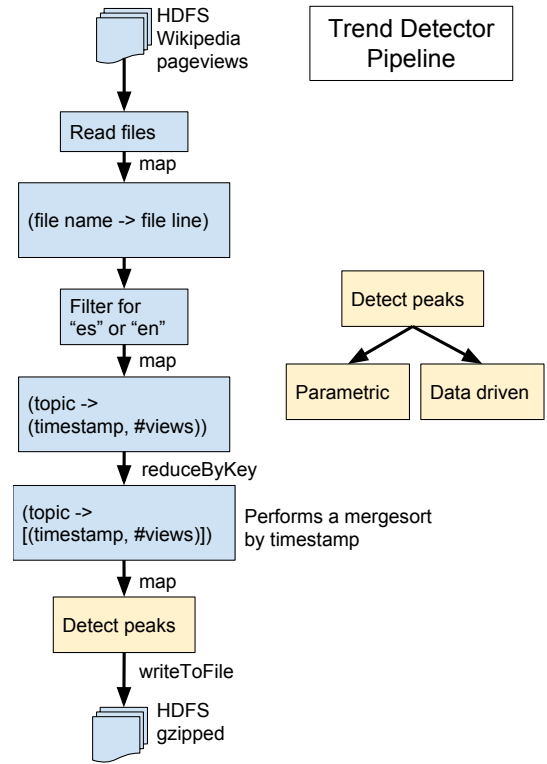 HDFS
Wikipedia
pageviews
Trend Detector
Pipeline
Read files
map
(file name -> file line)
Filter for
“es” or “en”
map
(topic ->
(timestamp, #views))
reduceByKey
(topic ->
[(timestamp, #views)])
Performs a mergesort
by timestamp
map
Detect peaks
writeToFile
HDFS
gzipped
Detect peaks
Parametric
Data driven